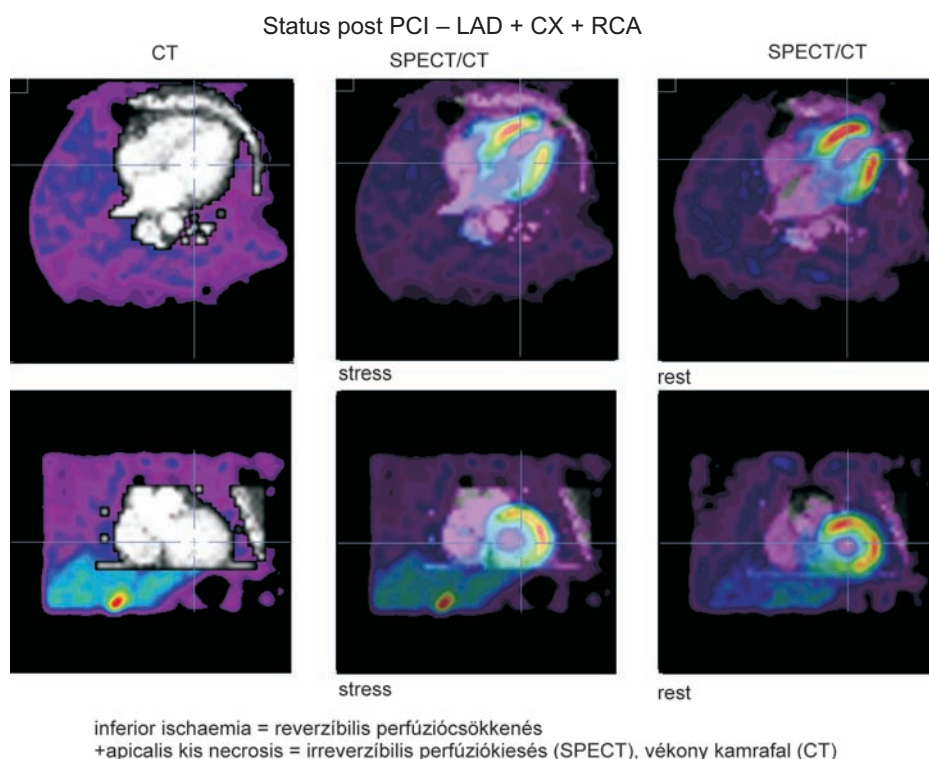 Status post PCI – LAD + CX + RCA
CT
SPECT/CT
SPECT/CT
stress
rest
stress
rest
inferior ischaemia = reverzíbilis perfúziócsökkenés
+apicalis kis necrosis = irreverzíbilis perfúziókiesés (SPECT), vékony kamrafal (CT)